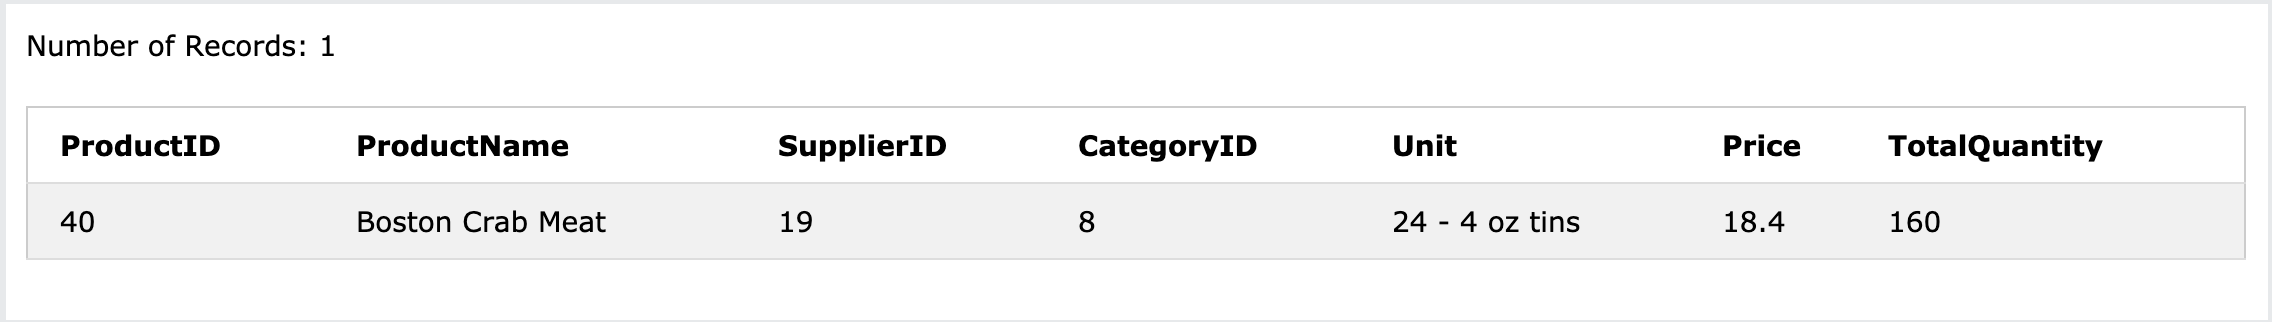 Number of Records: 1
ProductID ProductName SupplierID CategoryID Unit Price TotalQuantity
40 Boston Crab Meat 19 8 24 - 4 oz tins 18.4 160